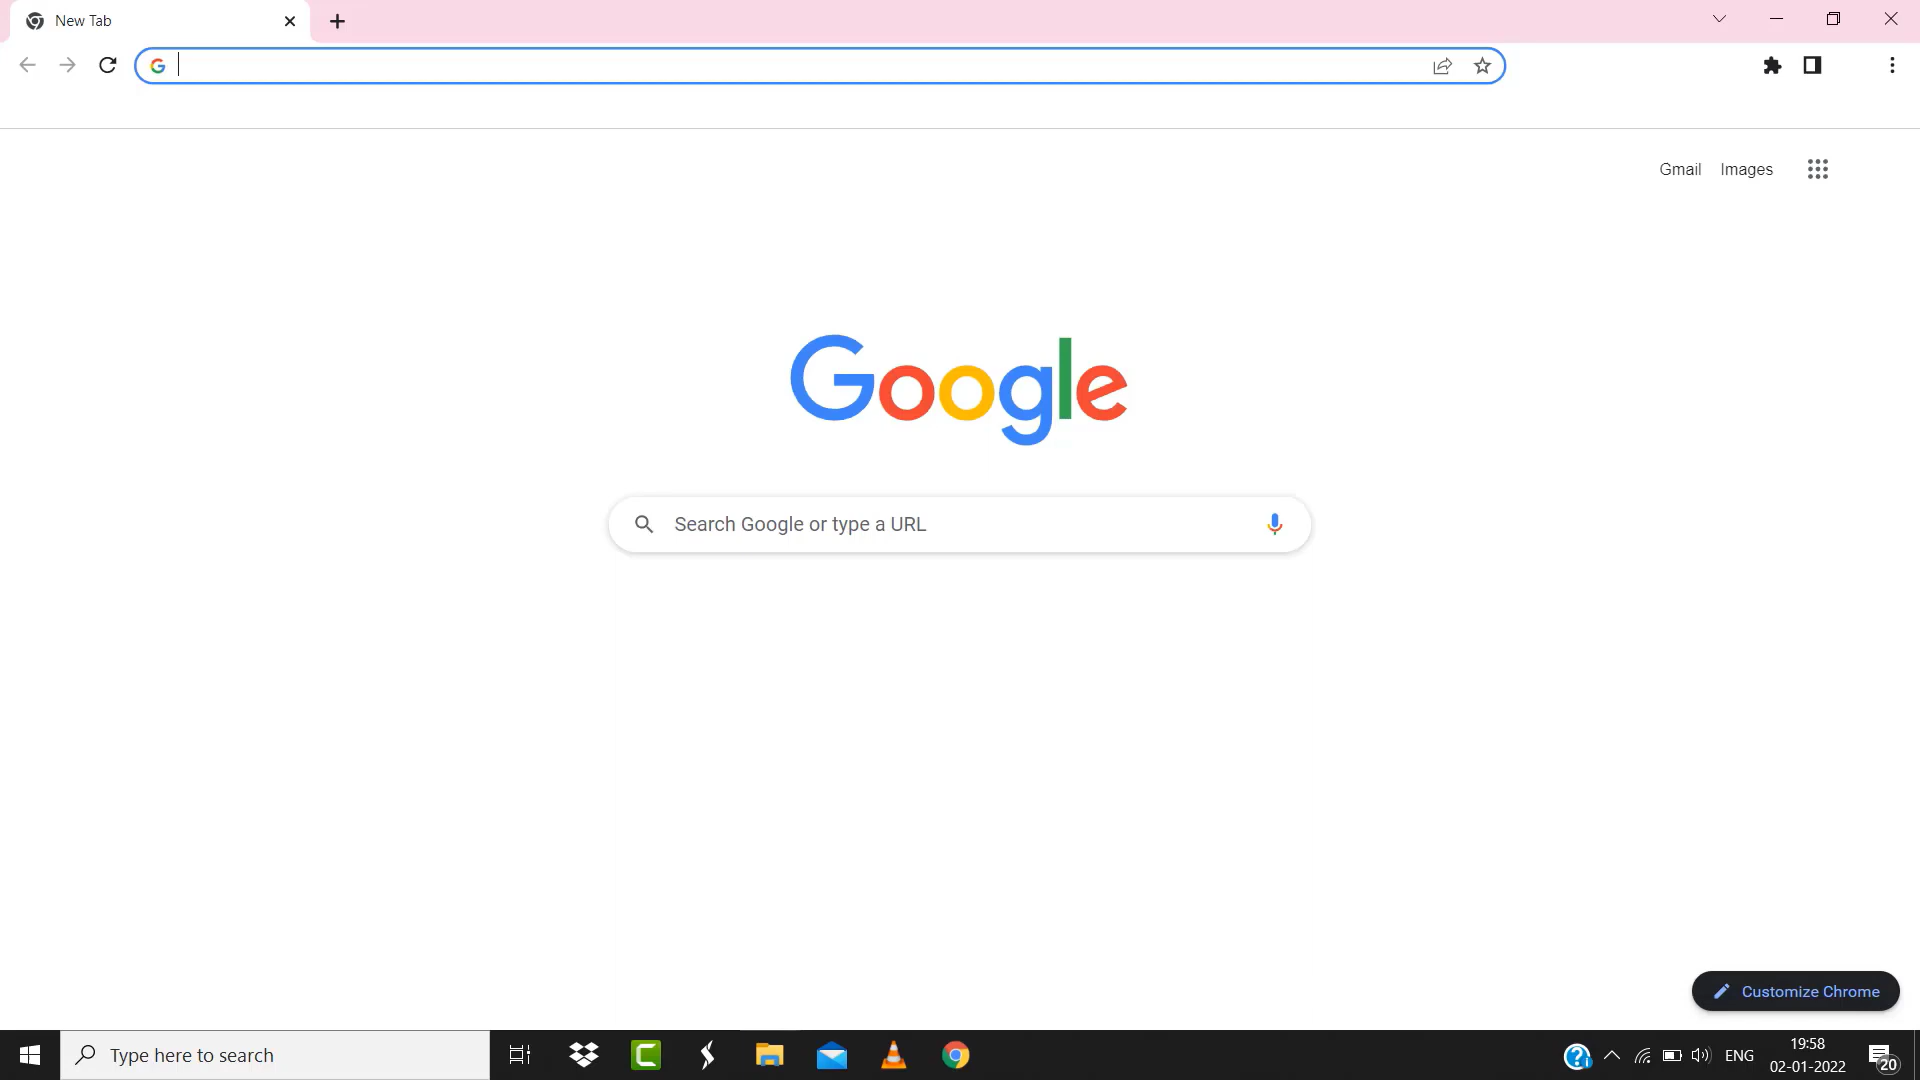 New Tab
Gmail Images
Google
Search Google or type a URL
Customize Chrome
Type here to search
ENG
19:58
02-01-2022
20